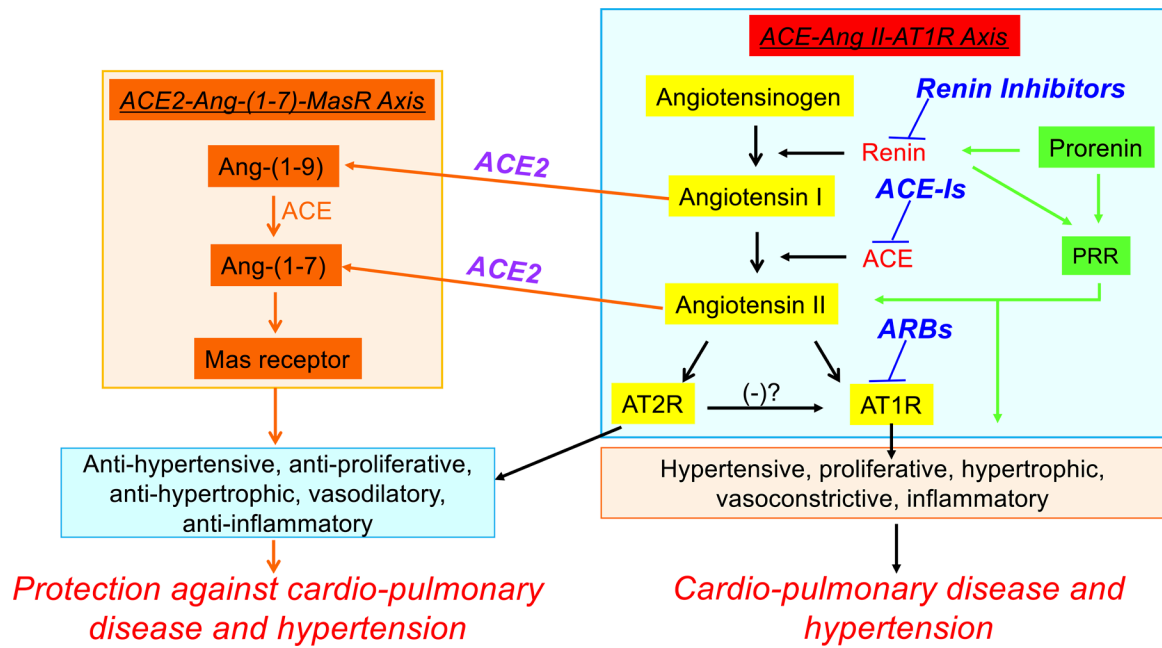 ACE-Ang II-AT1R Axis
ACE2-Ang-(1-7)-MasR Axis
Angiotensinogen
Renin Inhibitors
Renin
Prorenin
Ang-(1-9)
ACE2
Angiotensin I
ACE-Is
ACE
Ang-(1-7)
ACE2
ACE
PRR
Angiotensin II
ARBs
Mas receptor
AT2R
(-)?
AT1R
Anti-hypertensive, anti-proliferative,
anti-hypertrophic, vasodilatory,
anti-inflammatory
Hypertensive, proliferative, hypertrophic,
vasoconstrictive, inflammatory
Protection against cardio-pulmonary
disease and hypertension
Cardio-pulmonary disease and
hypertension